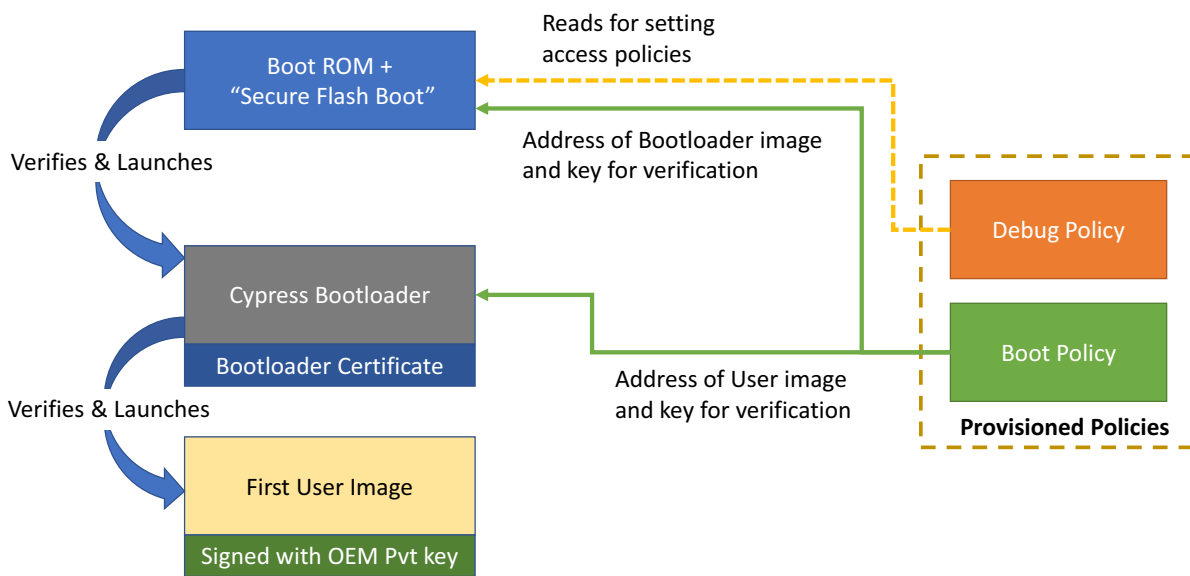 Reads for setting
access policies
Boot ROM +
“Secure Flash Boot”
Address of Bootloader image
and key for verification
Verifies & Launches
Debug Policy
Cypress Bootloader
Bootloader Certificate
Boot Policy
Address of User image
and key for verification
Verifies & Launches
Provisioned Policies
First User Image
Signed with OEM Pvt key